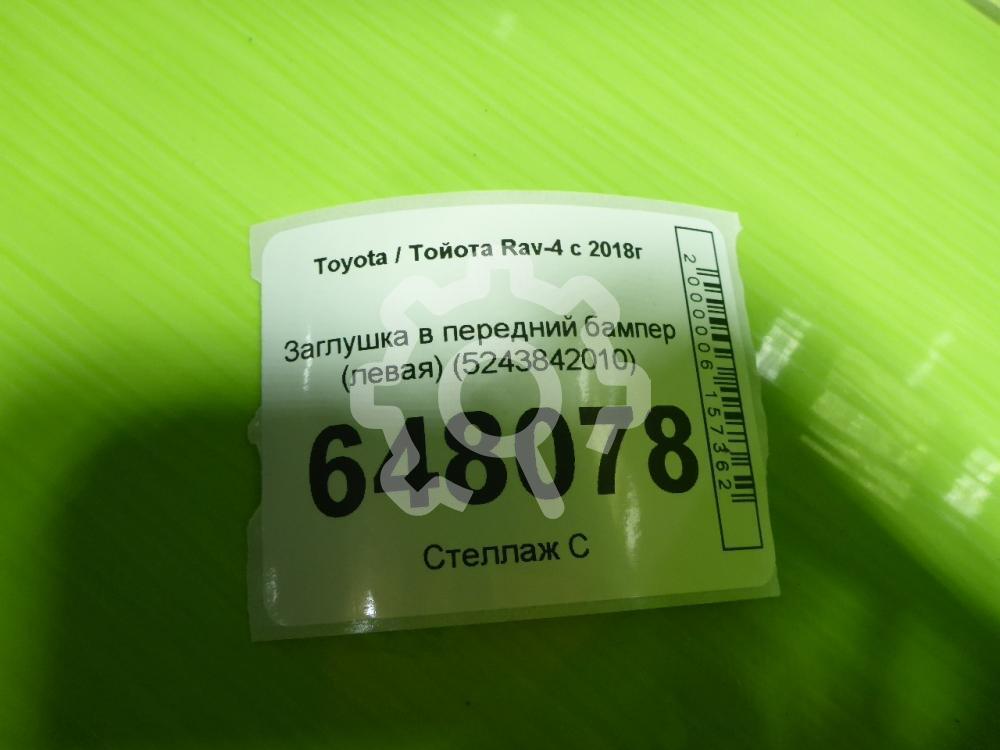 Toyota / Тойота Rav-4 с 2018г
Заглушка в передний бампер
(левая) (5243842010)
648078
Стеллаж С
2000006157362